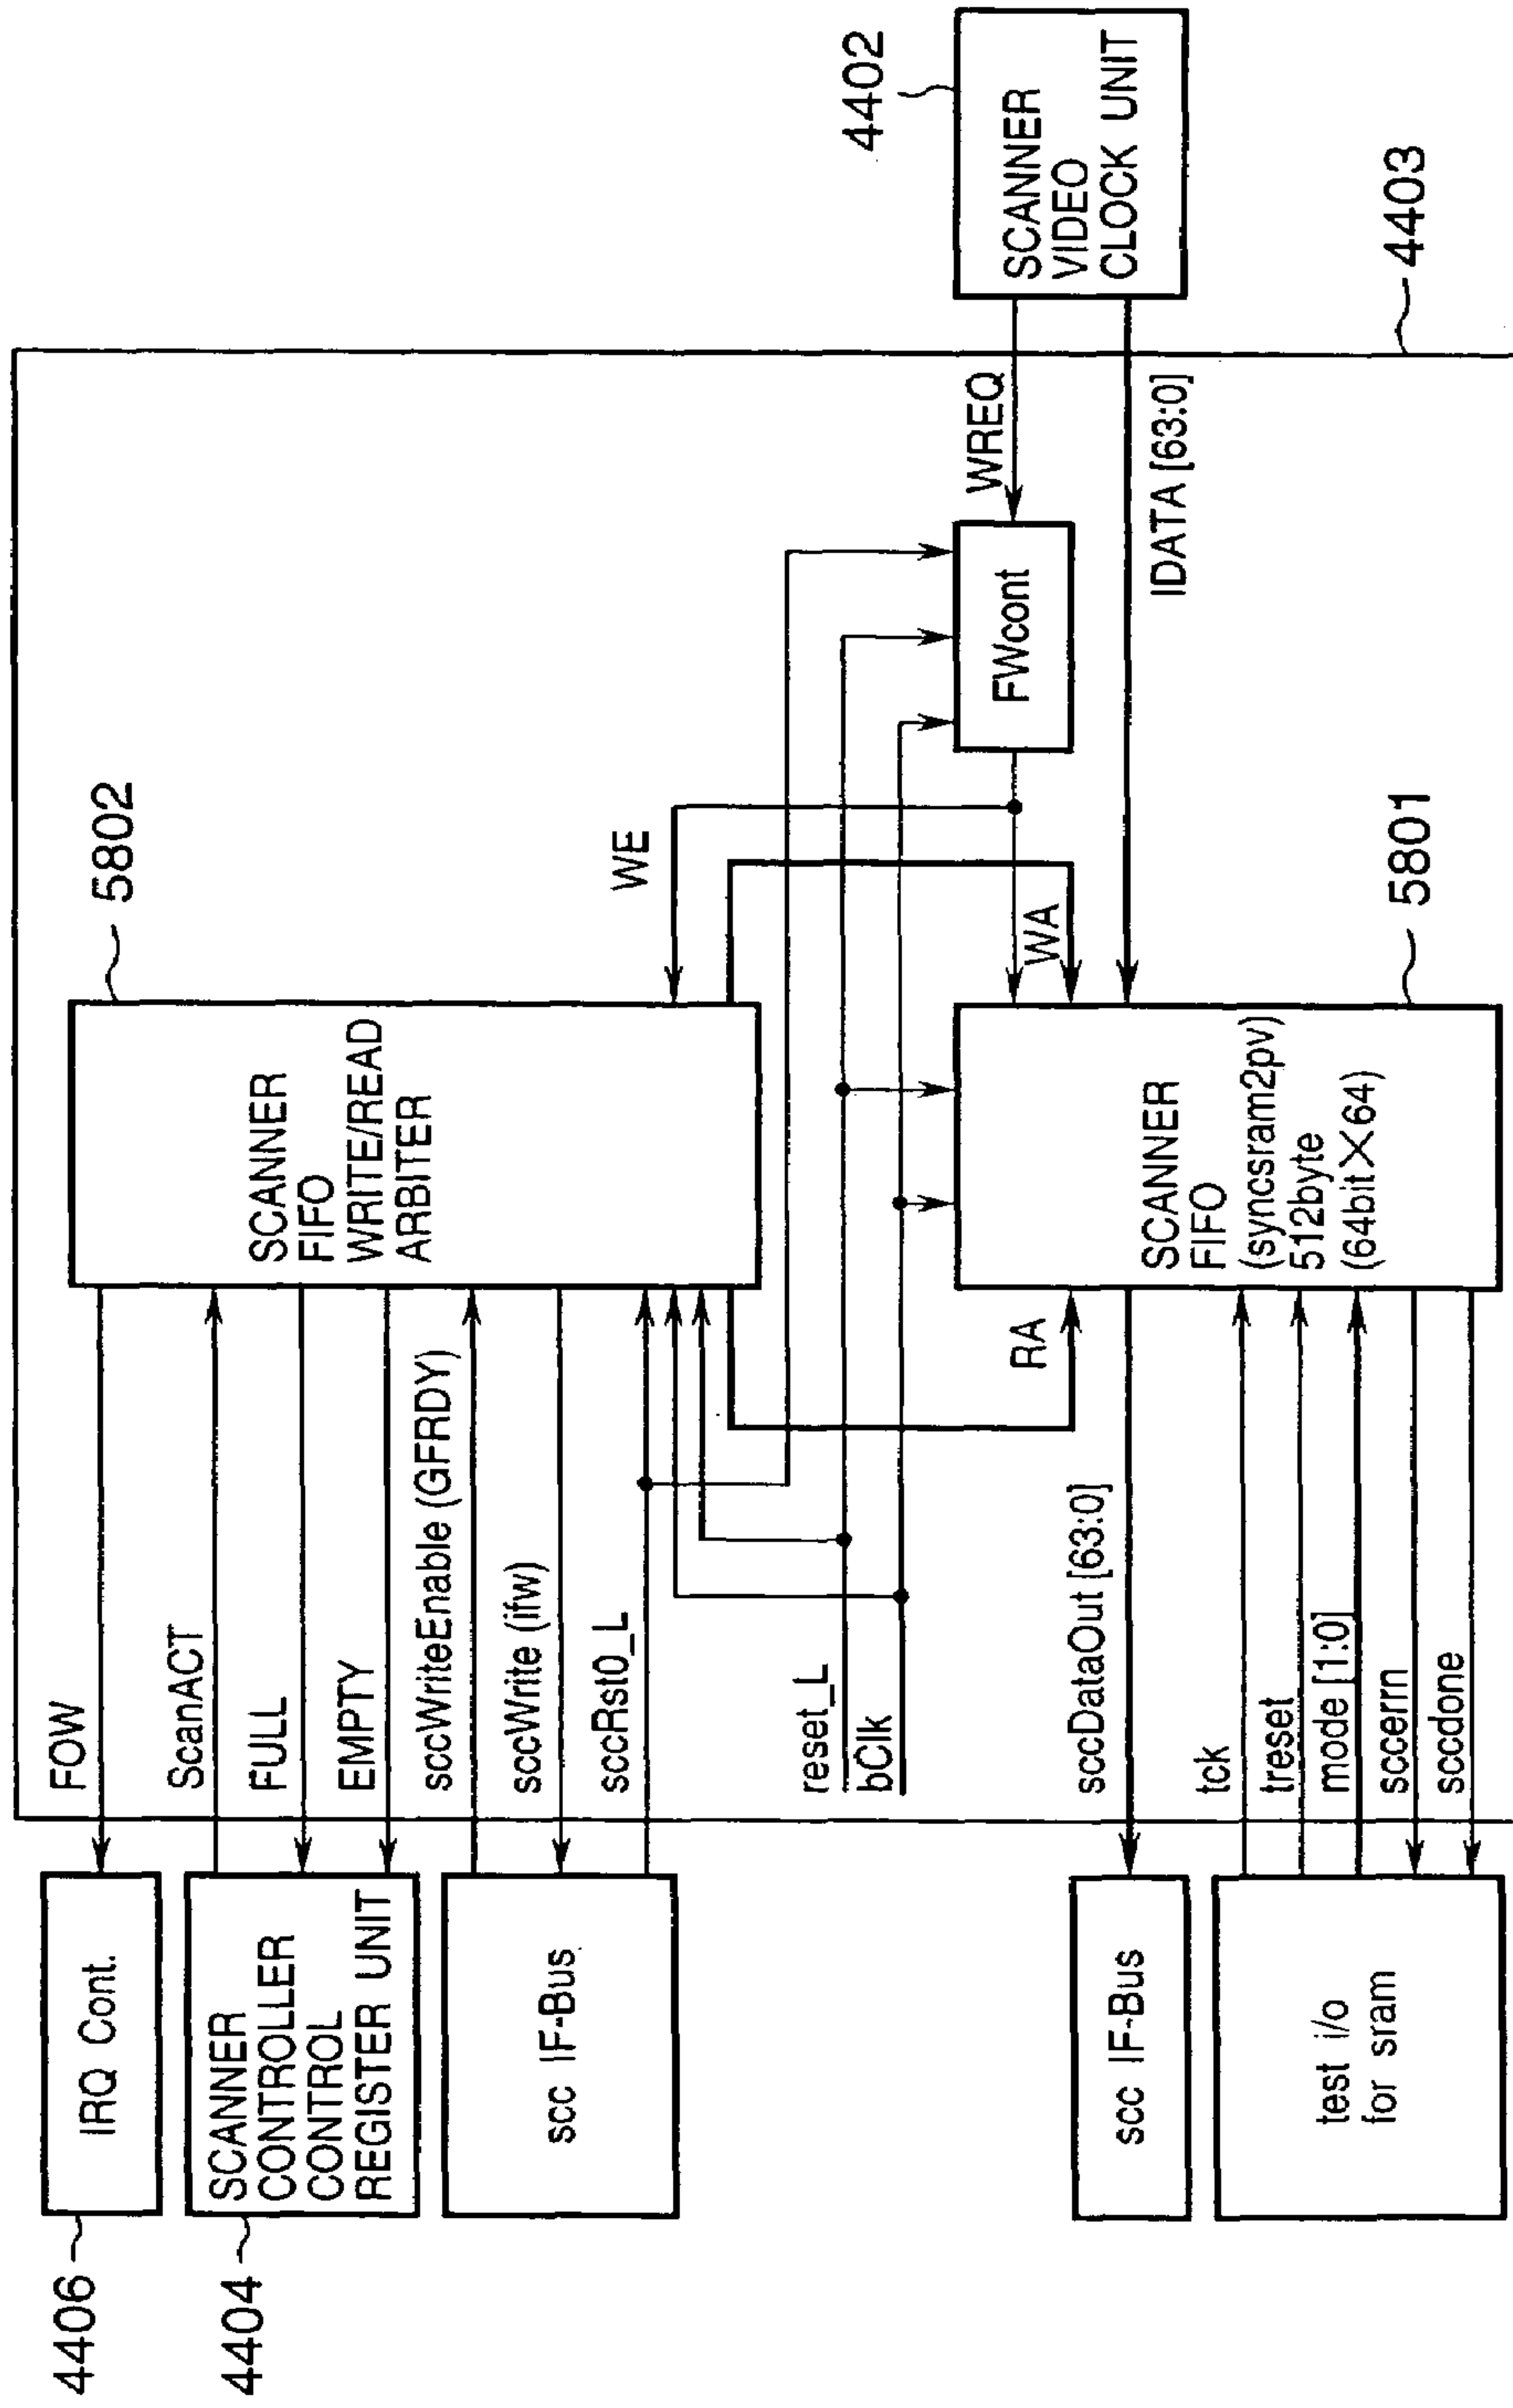 4406
IRQ Cont.
4404
SCANNER
CONTROLLER
CONTROL
REGISTER UNIT
scc IF-Bus
scc IF-Bus
test i/o
for sram
FOW
ScanACT
FULL
EMPTY
sccWriteEnable (GFRDY)
sccWrite (ifw)
sccRst0_L
reset_L
bClk
sccDataOut [63:0]
tck
treset
mode [1:0]
sccerrn
sccdone
5802
SCANNER
FIFO
WRITE/READ
ARBITER
RA
SCANNER
FIFO
(syncsram2pv)
512byte
(64bit×64)
5801
WE
WA
FWcont
WREQ
IDATA [63:0]
4402
SCANNER
VIDEO
CLOCK UNIT
4403